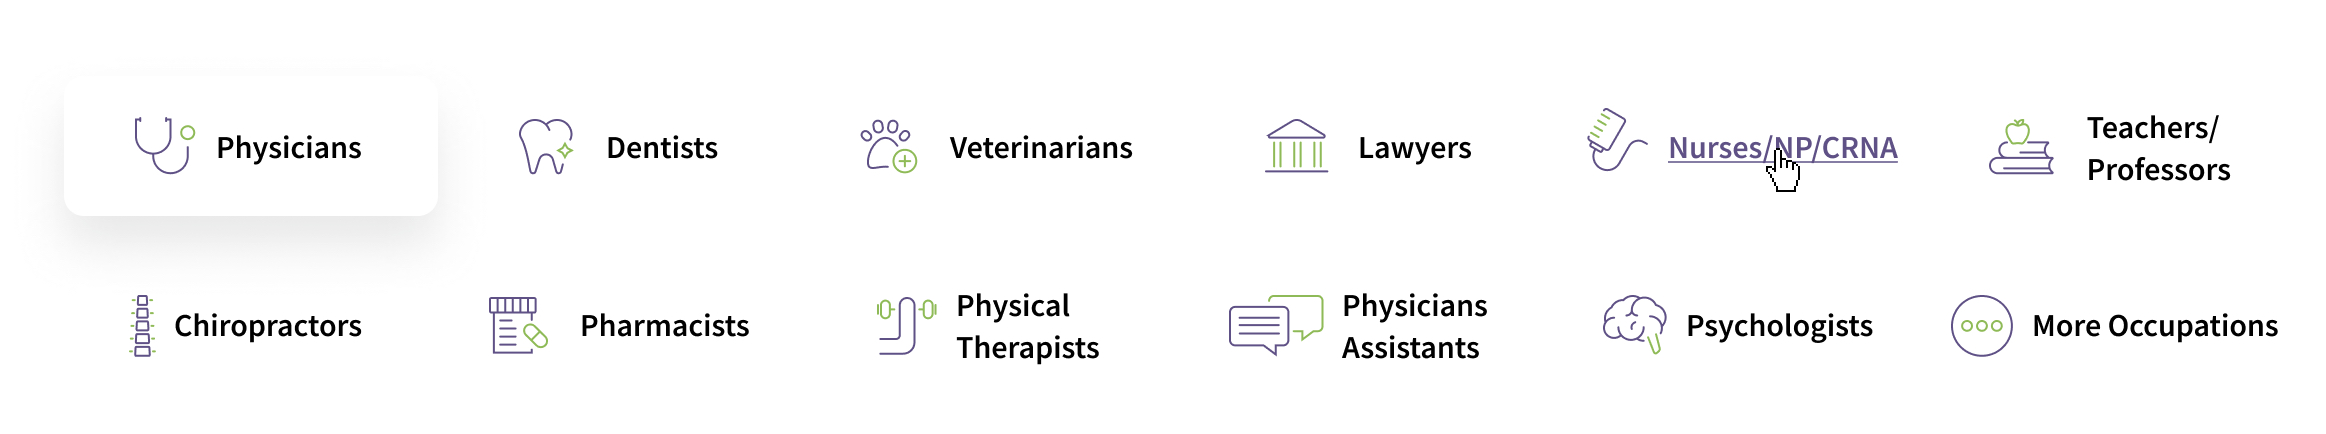 Physicians
Dentists
Veterinarians
Lawyers
Nurses/NP/CRNA
Teachers/
Professors
Chiropractors
Pharmacists
Physical
Therapists
Physicians
Assistants
Psychologists
More Occupations